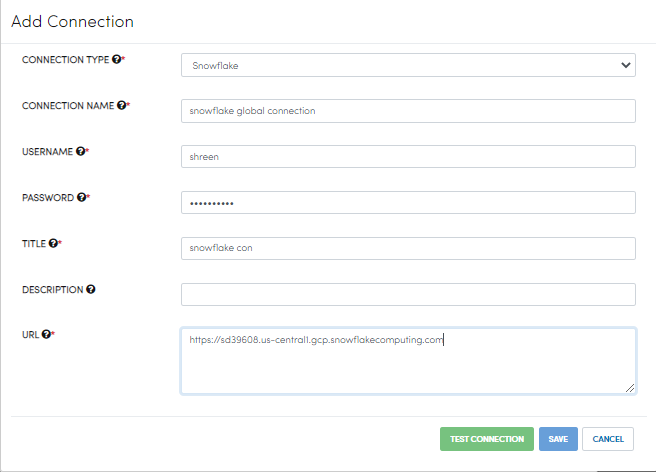 Add Connection
CONNECTION TYPE ?*
Snowflake
CONNECTION NAME ?*
snowflake global connection
USERNAME ?*
shreen
PASSWORD ?*
••••••••••
TITLE ?*
snowflake con
DESCRIPTION ?
URL ?*
https://sd39608.us-central1.gcp.snowflakecomputing.com
TEST CONNECTION SAVE CANCEL